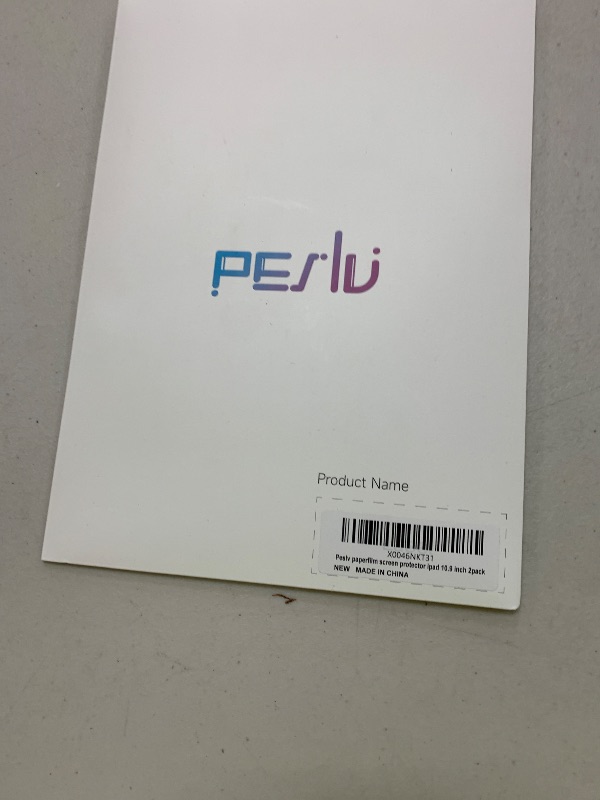 PESLV
Product Name
X0046NKT31
Peslv paperfilm screen protector ipad 10.9 inch 2pack
NEW MADE IN CHINA